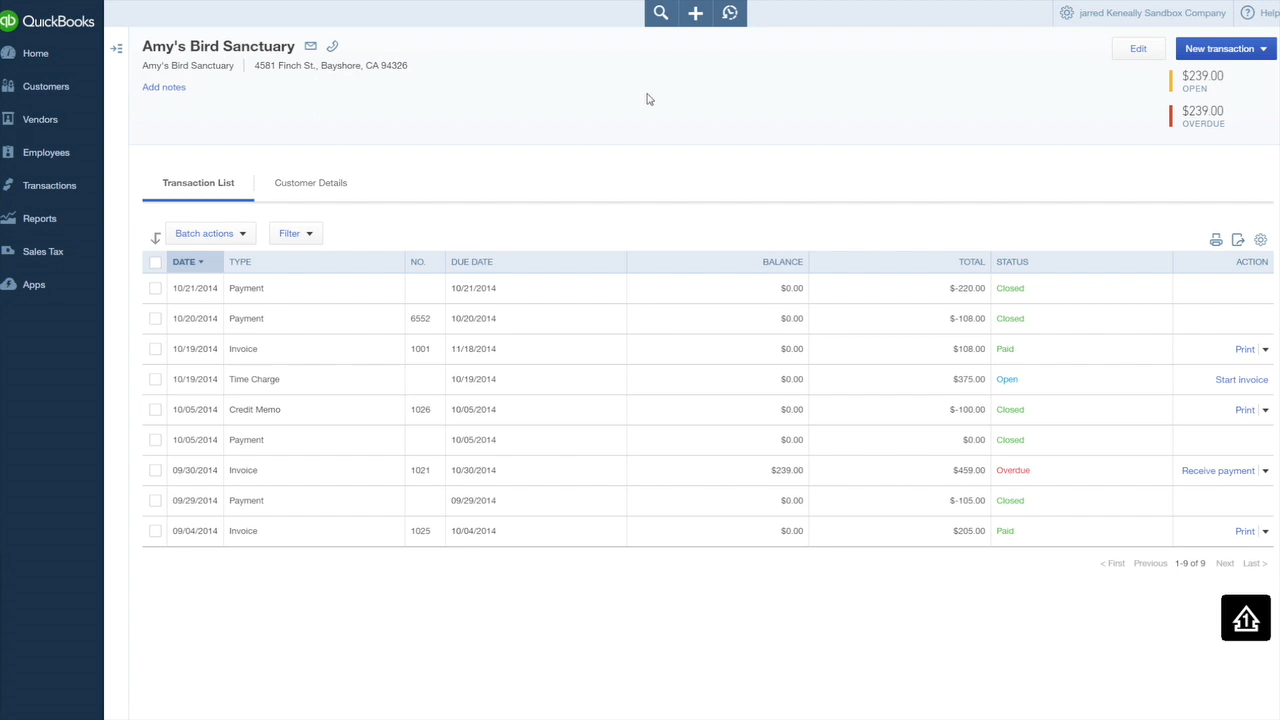 QuickBooks
jarred Keneally Sandbox Company Help
Home
Customers
Vendors
Employees
Transactions
Reports
Sales Tax
Apps
Amy's Bird Sanctuary
Amy's Bird Sanctuary 4581 Finch St., Bayshore, CA 94326
Add notes
Edit New transaction
$239.00
OPEN
$239.00
OVERDUE
Transaction List Customer Details
Batch actions Filter
DATE TYPE NO. DUE DATE BALANCE TOTAL STATUS ACTION
10/21/2014 Payment 10/21/2014 $0.00 $-220.00 Closed
10/20/2014 Payment 6552 10/20/2014 $0.00 $-108.00 Closed
10/19/2014 Invoice 1001 11/18/2014 $0.00 $108.00 Paid Print
10/19/2014 Time Charge 10/19/2014 $0.00 $375.00 Open Start invoice
10/05/2014 Credit Memo 1026 10/05/2014 $0.00 $-100.00 Closed Print
10/05/2014 Payment 10/05/2014 $0.00 $0.00 Closed
09/30/2014 Invoice 1021 10/30/2014 $239.00 $459.00 Overdue Receive payment
09/29/2014 Payment 09/29/2014 $0.00 $-105.00 Closed
09/04/2014 Invoice 1025 10/04/2014 $0.00 $205.00 Paid Print
< First Previous 1-9 of 9 Next Last >
1